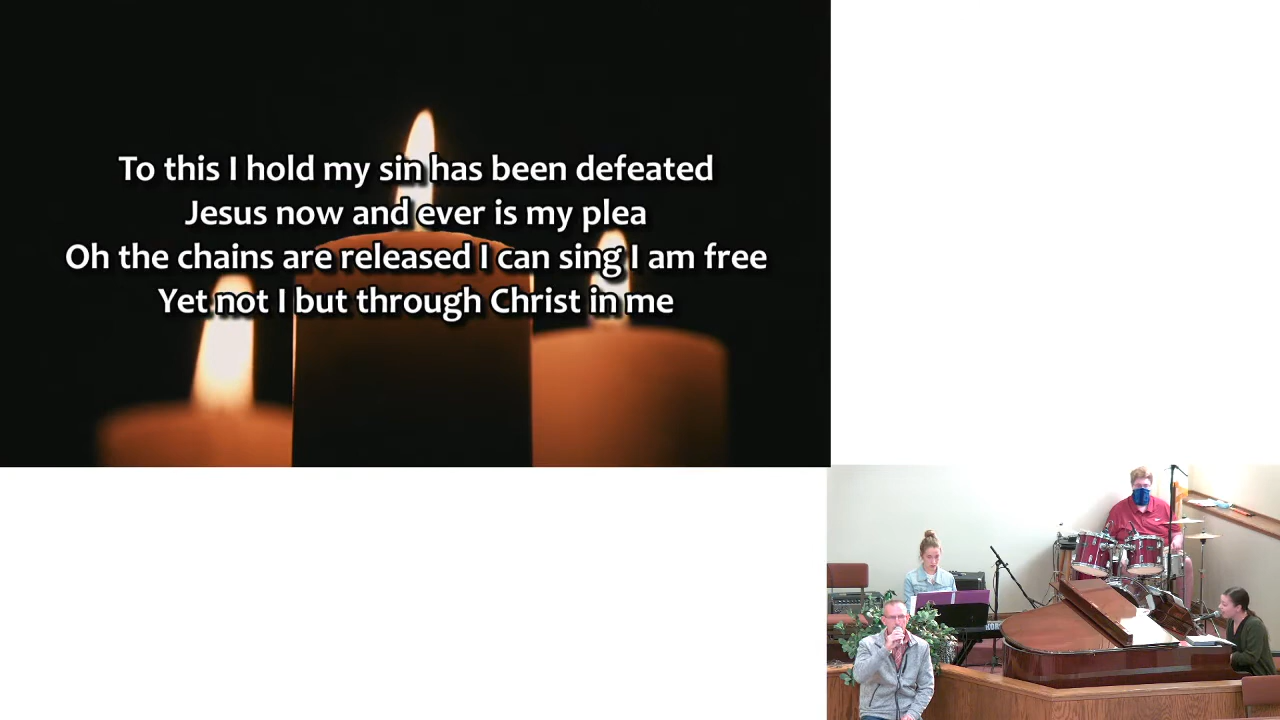 To this I hold my sin has been defeated
Jesus now and ever is my plea
Oh the chains are released I can sing I am free
Yet not I but through Christ in me